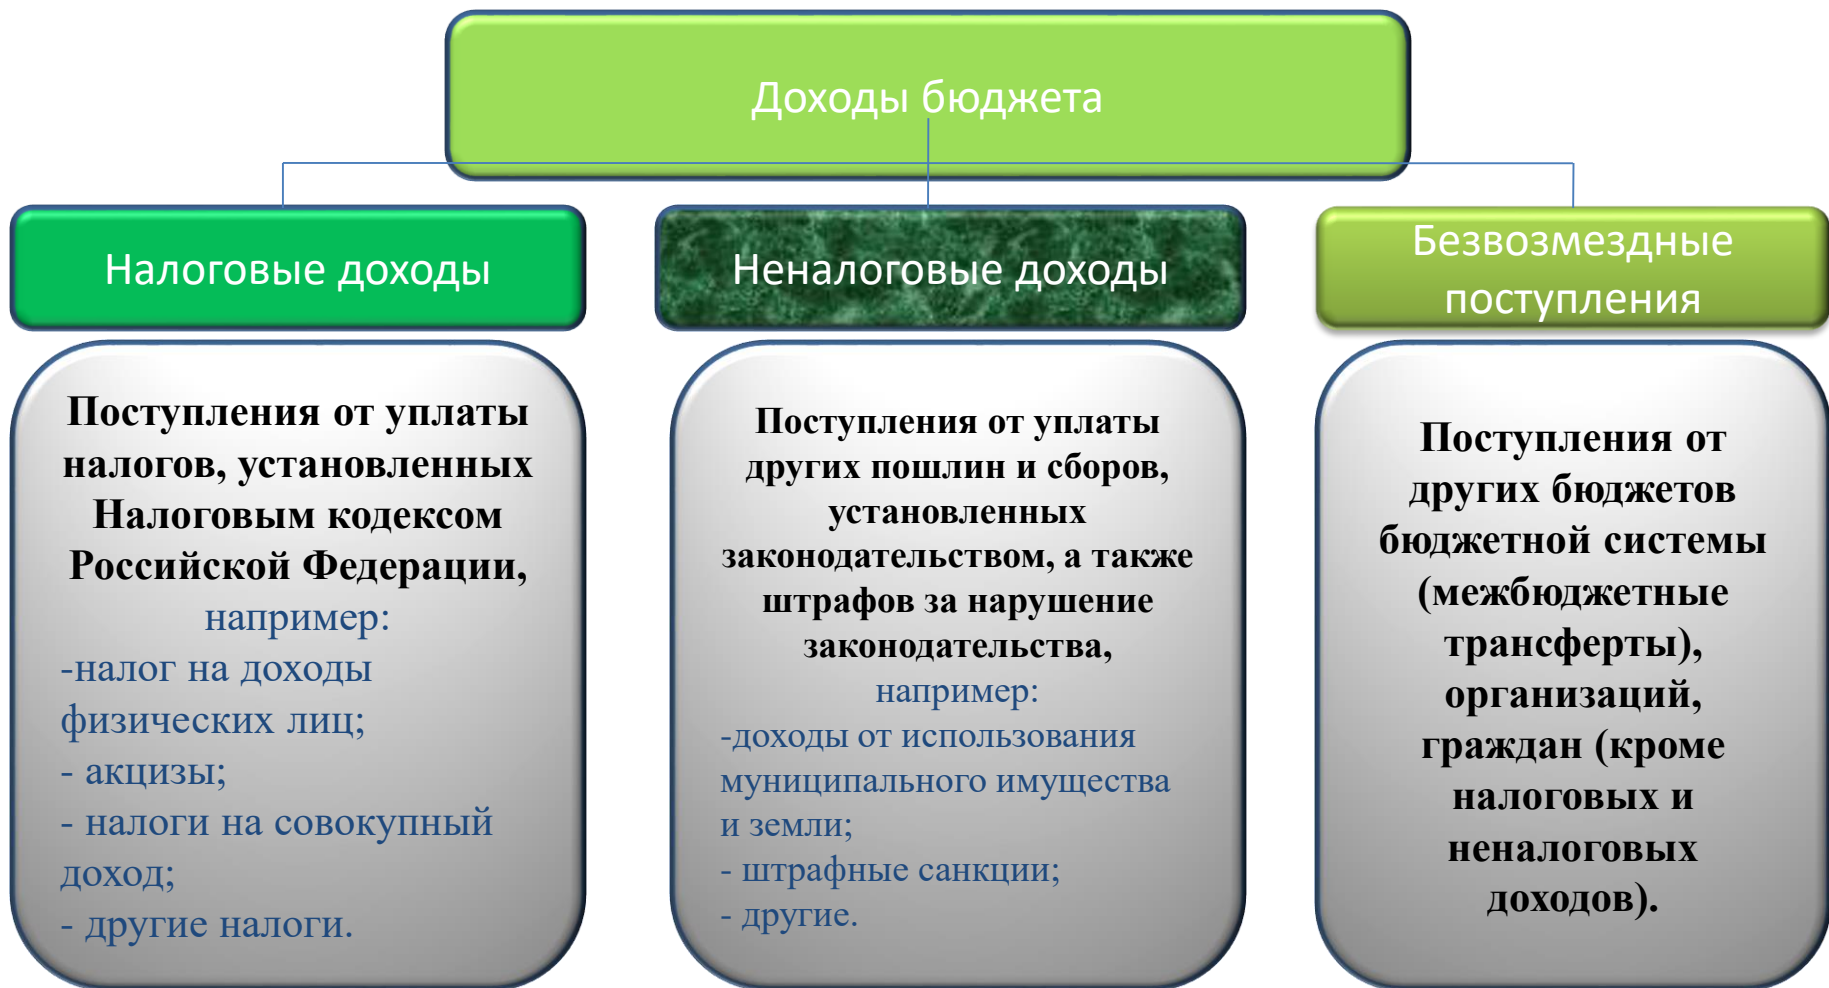 Доходы бюджета
Налоговые доходы
Неналоговые доходы
Безвозмездные
поступления
Поступления от уплаты
налогов, установленных
Налоговым кодексом
Российской Федерации,
например:
-налог на доходы
физических лиц;
- акцизы;
- налоги на совокупный
доход;
- другие налоги.
Поступления от уплаты
других пошлин и сборов,
установленных
законодательством, а также
штрафов за нарушение
законодательства,
например:
-доходы от использования
муниципального имущества
и земли;
- штрафные санкции;
- другие.
Поступления от
других бюджетов
бюджетной системы
(межбюджетные
трансферты),
организаций,
граждан (кроме
налоговых и
неналоговых
доходов).